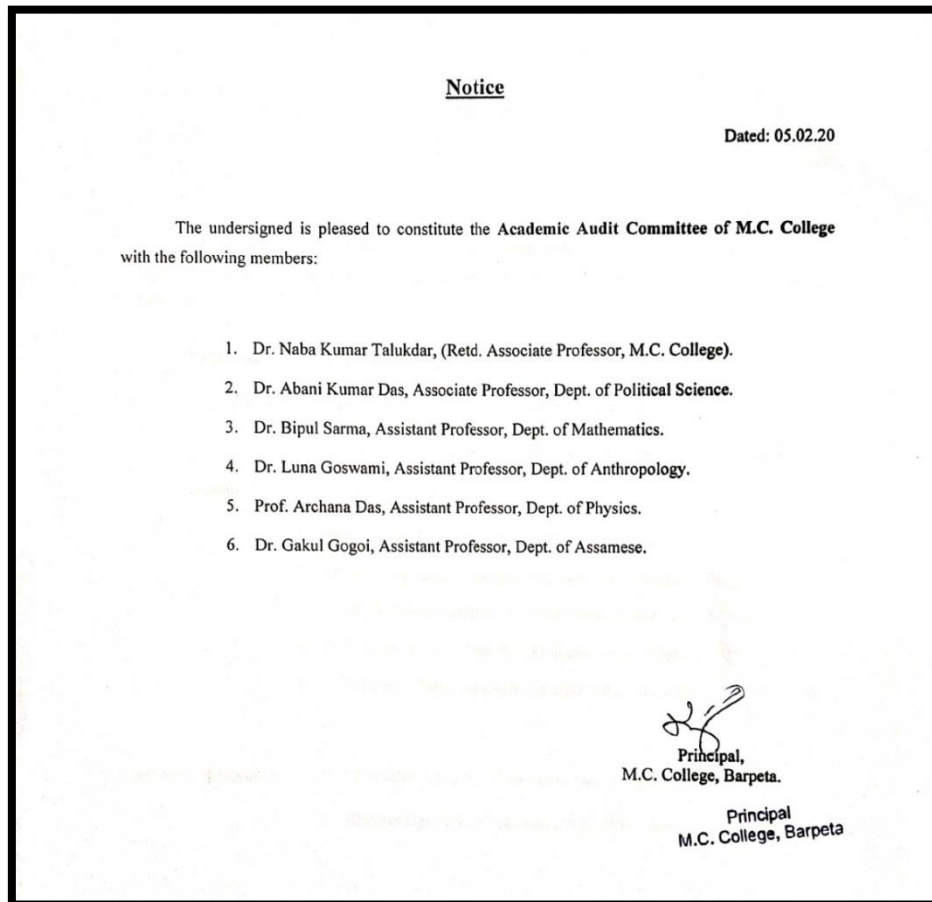 Notice
Dated: 05.02.20
The undersigned is pleased to constitute the Academic Audit Committee of M.C. College
with the following members:
1. Dr. Naba Kumar Talukdar, (Retd. Associate Professor, M.C. College).
2. Dr. Abani Kumar Das, Associate Professor, Dept. of Political Science.
3. Dr. Bipul Sarma, Assistant Professor, Dept. of Mathematics.
4. Dr. Luna Goswami, Assistant Professor, Dept. of Anthropology.
5. Prof. Archana Das, Assistant Professor, Dept. of Physics.
6. Dr. Gakul Gogoi, Assistant Professor, Dept. of Assamese.
Principal,
M.C. College, Barpeta.
Principal
M.C. College, Barpeta